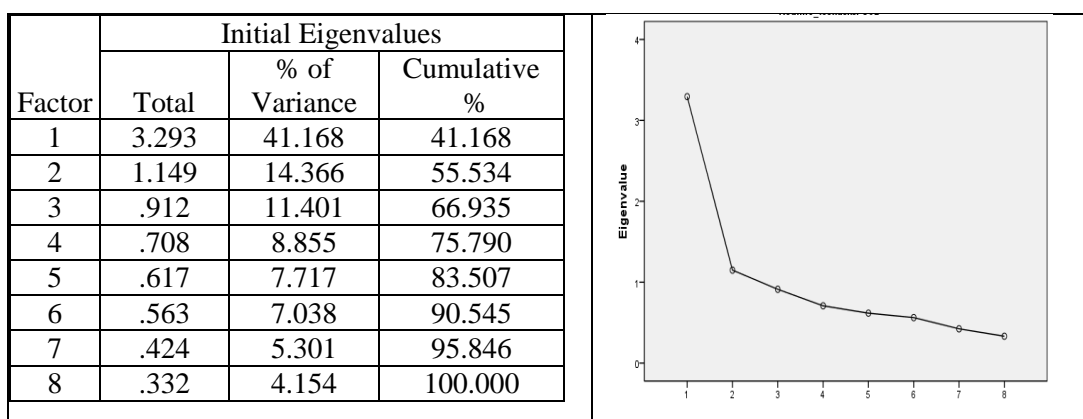 Initial Eigenvalues
Factor Total % of Variance Cumulative %
1 3.293 41.168 41.168
2 1.149 14.366 55.534
3 .912 11.401 66.935
4 .708 8.855 75.790
5 .617 7.717 83.507
6 .563 7.038 90.545
7 .424 5.301 95.846
8 .332 4.154 100.000
Eigenvalue
4
3
2
1
0
1 2 3 4 5 6 7 8